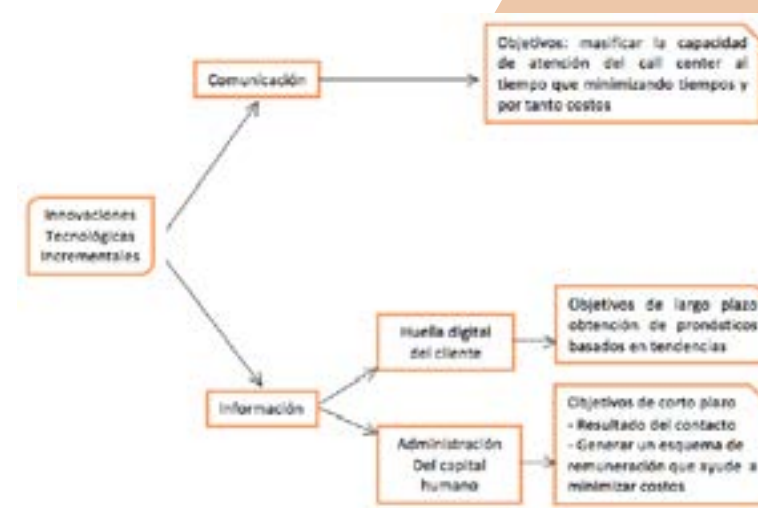 Objetivos: masificar la capacidad
de atención del call center al
tiempo que minimizando tiempos y
por tanto costos
Comunicación
Innovaciones
Tecnológicas
Incrementales
Huella digital
del cliente
Objetivos de largo plazo
obtención de pronósticos
basados en tendencias
Información
Administración
Del capital
humano
Objetivos de corto plazo
- Resultado del contacto
- Generar un esquema de
remuneración que ayude a
minimizar costos